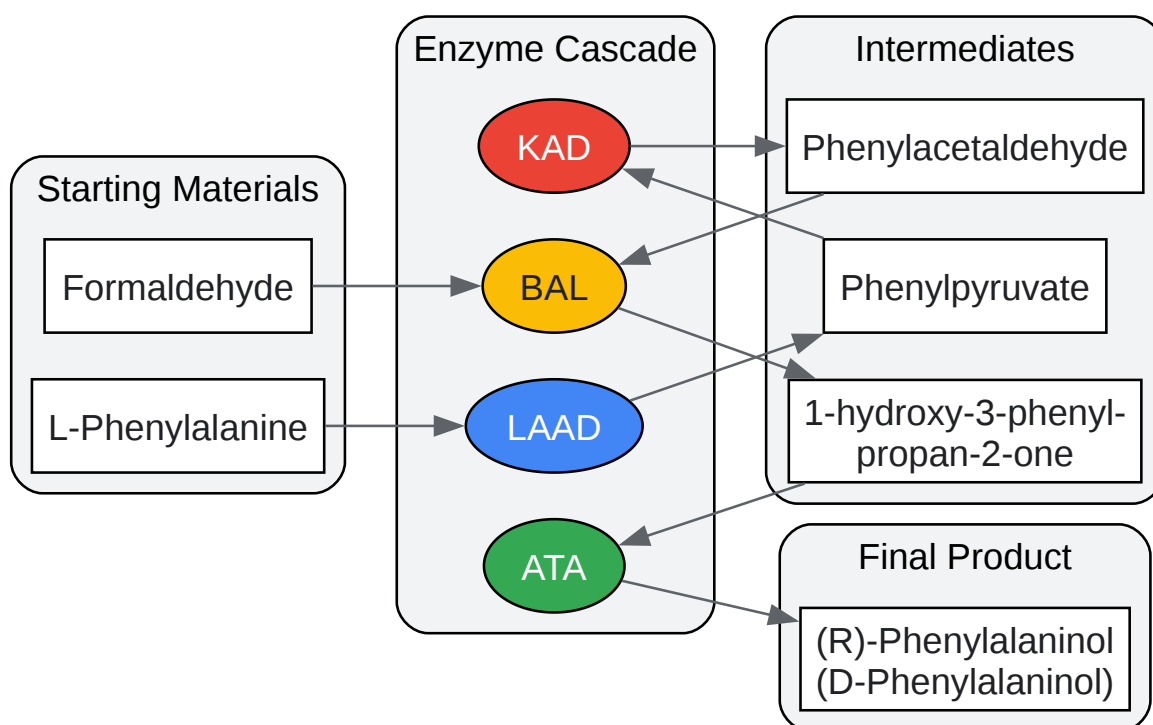 Starting Materials
Formaldehyde
L-Phenylalanine
Enzyme Cascade
KAD
BAL
LAAD
ATA
Intermediates
Phenylacetaldehyde
Phenylpyruvate
1-hydroxy-3-phenyl-
propan-2-one
Final Product
(R)-Phenylalaninol
(D-Phenylalaninol)